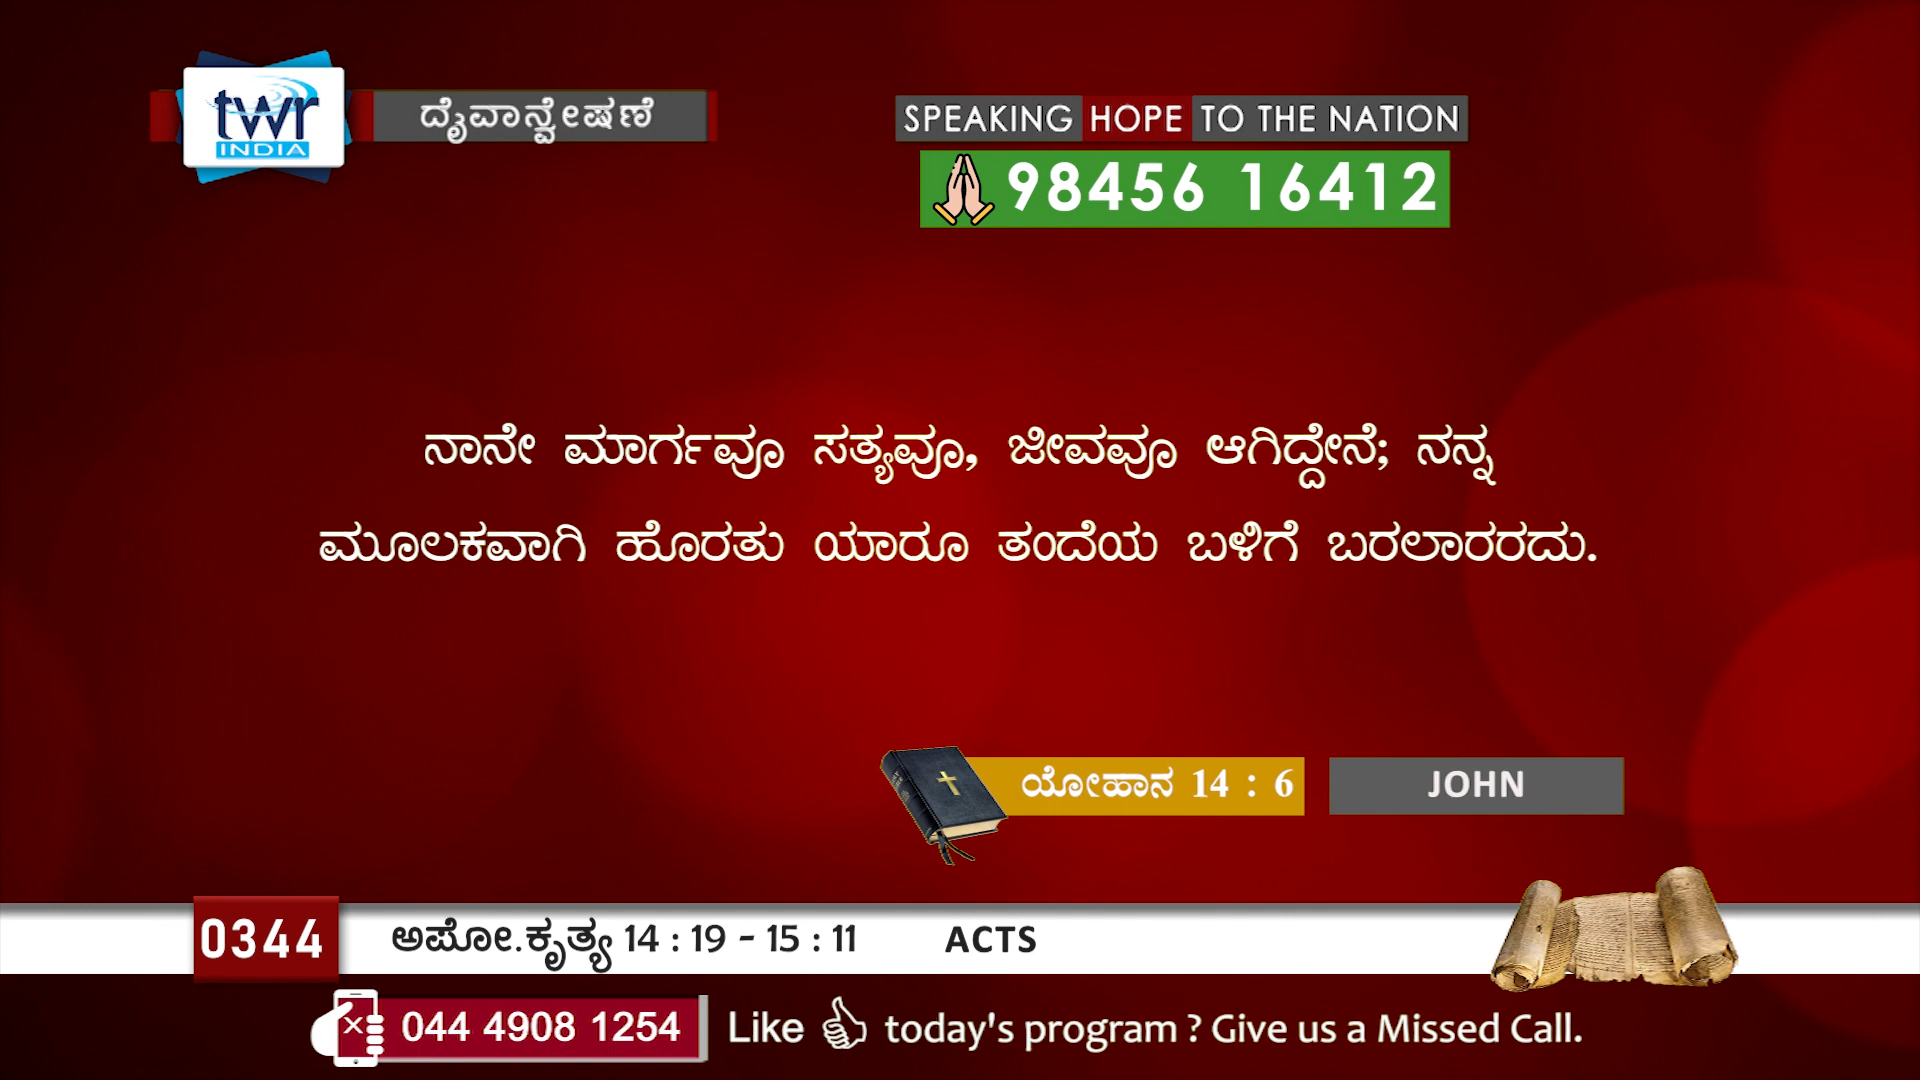 twr
INDIA
ದೈವಾನ್ವೇಷಣೆ
SPEAKING HOPE TO THE NATION
98456 16412
ನಾನೇ ಮಾರ್ಗವೂ ಸತ್ಯವೂ, ಜೀವವೂ ಆಗಿದ್ದೇನೆ; ನನ್ನ
ಮೂಲಕವಾಗಿ ಹೊರತು ಯಾರೂ ತಂದೆಯ ಬಳಿಗೆ ಬರಲಾರರದು.
ಯೋಹಾನ 14 : 6
JOHN
0344
ಅಪೋ.ಕೃತ್ಯ 14 : 19 - 15 : 11 ACTS
044 4908 1254
Like today's program ? Give us a Missed Call.